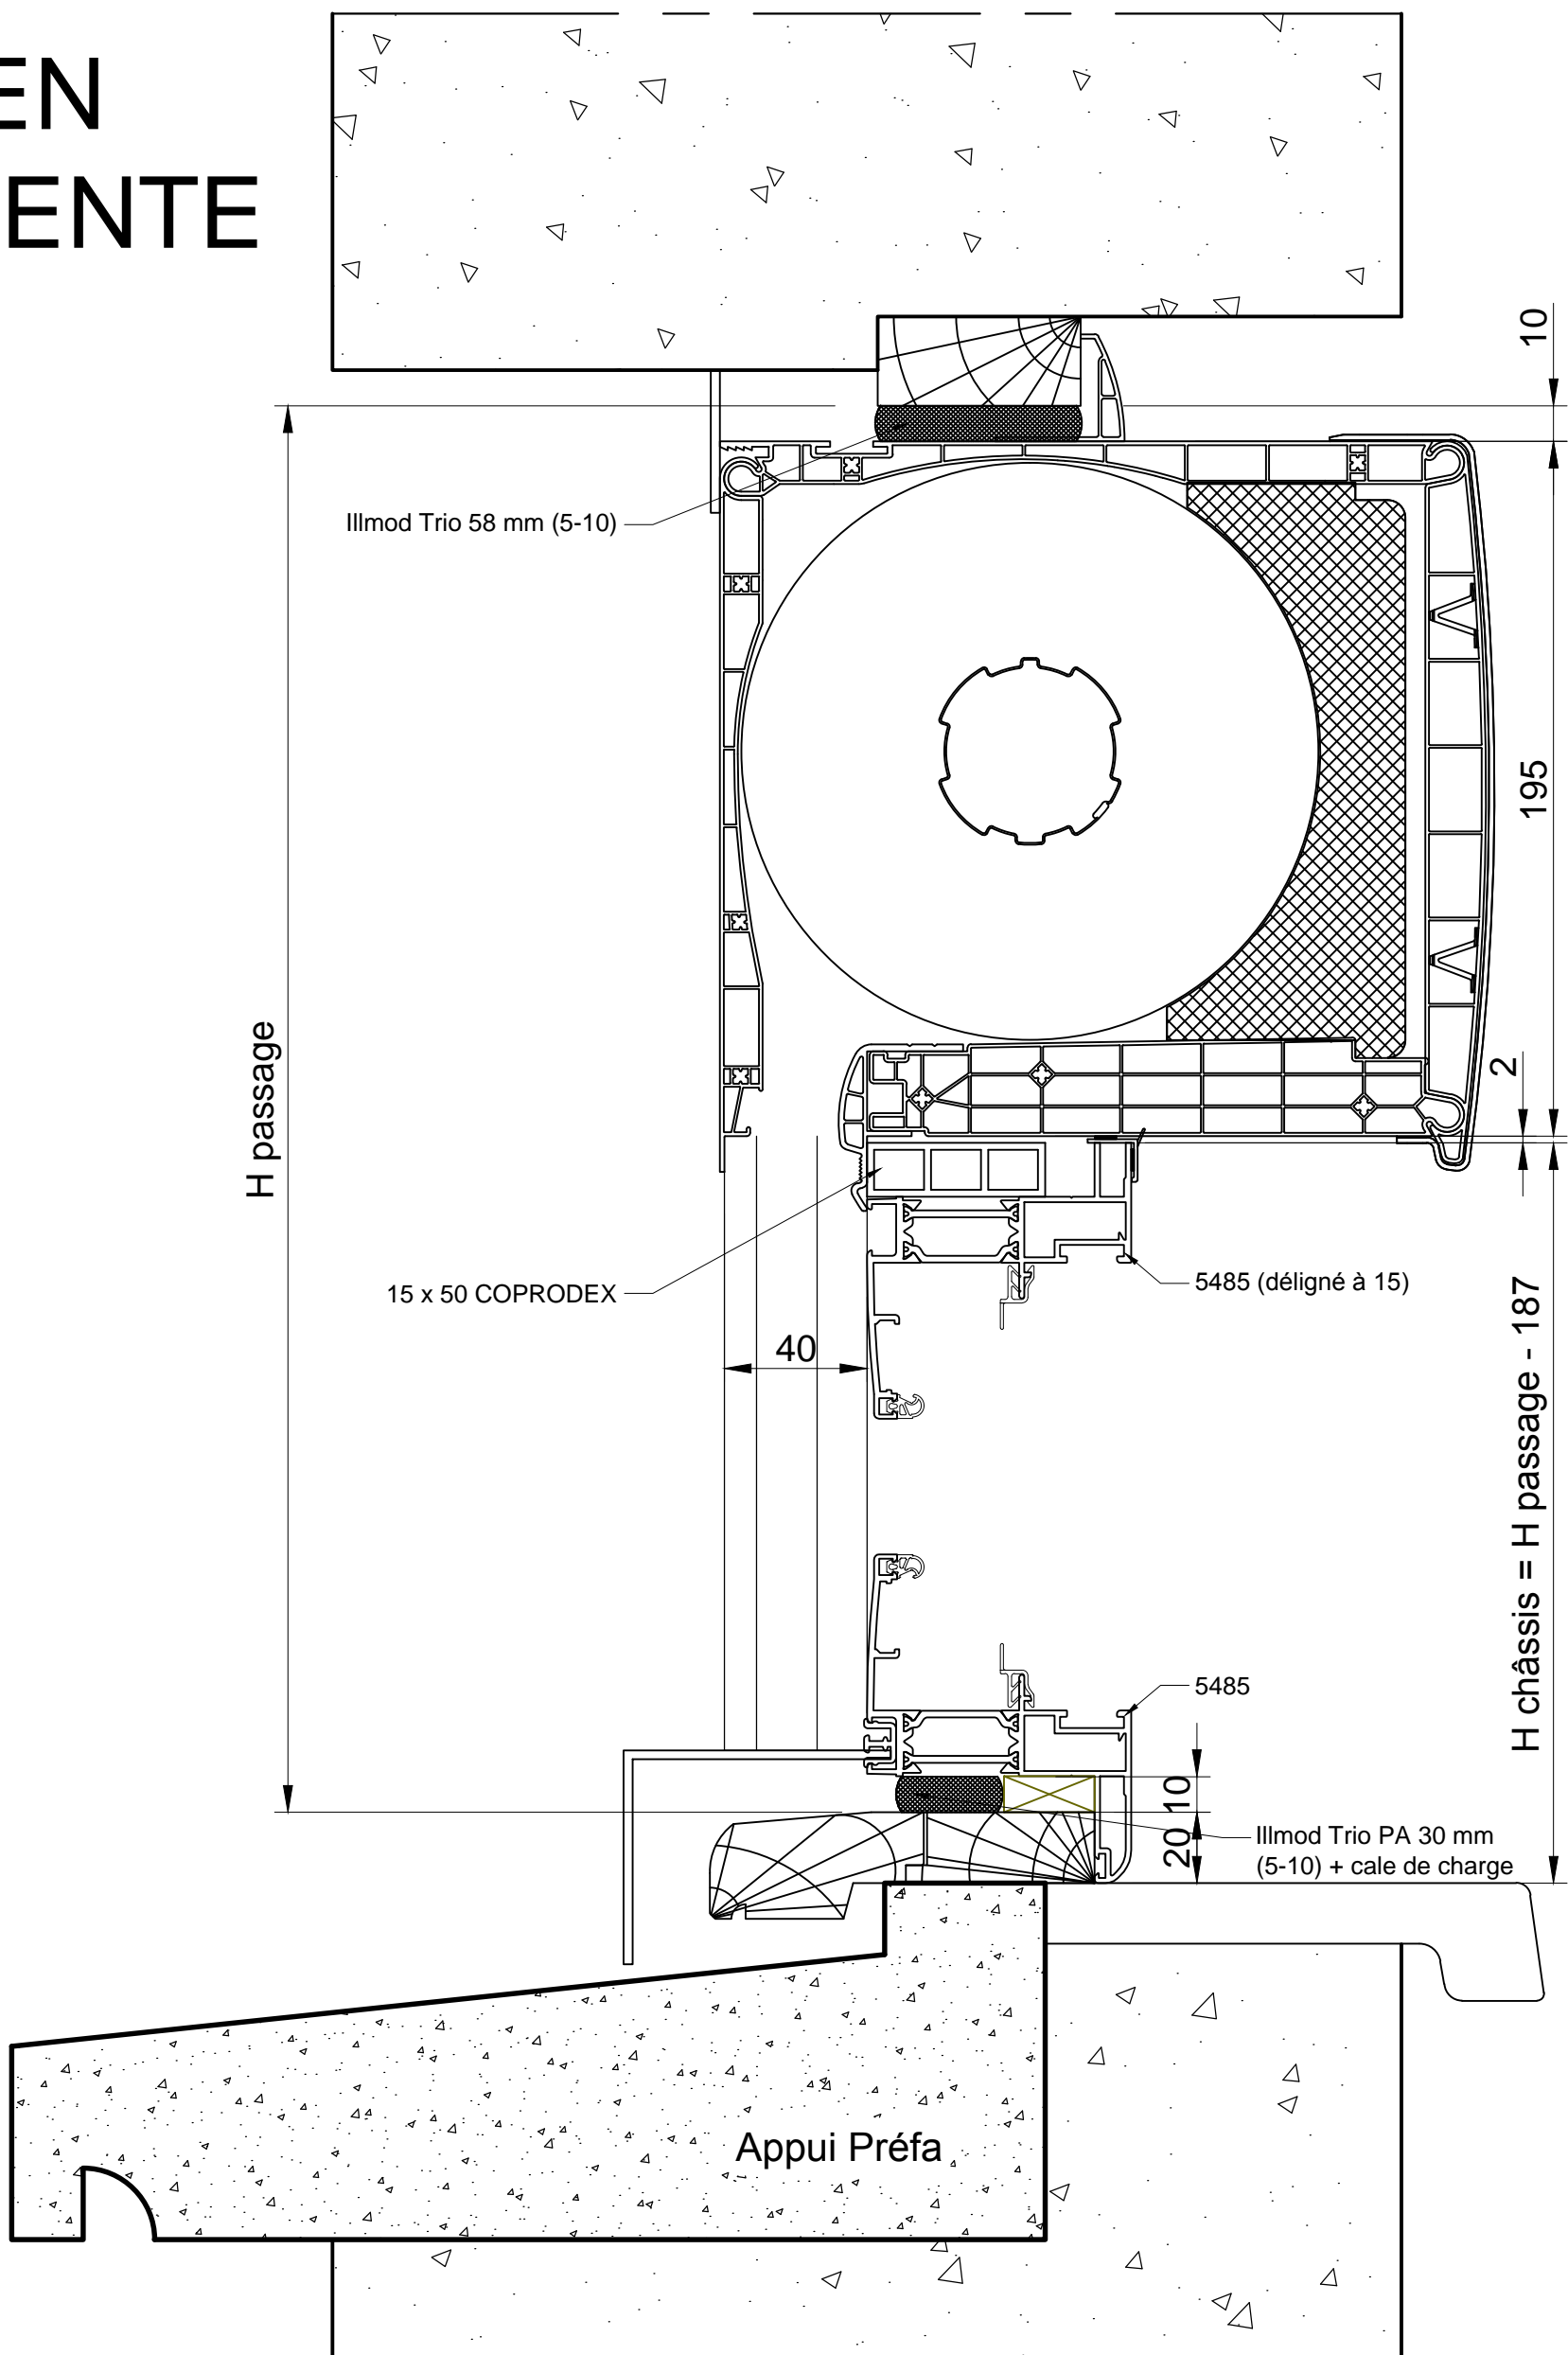 EN
ENTE
10
Illmod Trio 58 mm (5-10)
195
H passage
2
15 x 50 COPRODEX
5485 (déligné à 15)
40
H châssis = H passage - 187
5485
10
20
Illmod Trio PA 30 mm
(5-10) + cale de charge
Appui Préfa